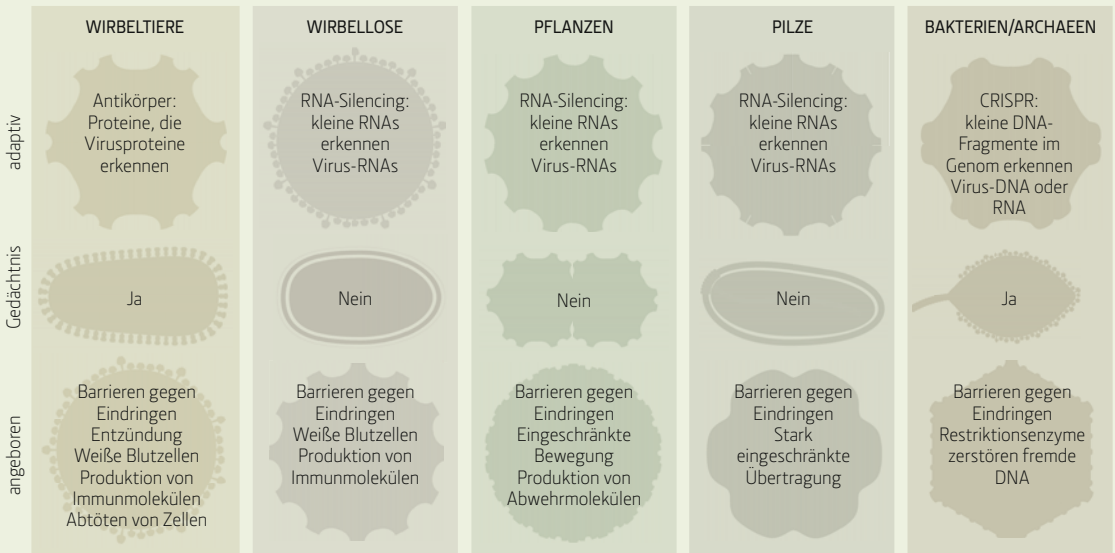 WIRBELTIERE
WIRBELLOSE
PFLANZEN
PILZE
BAKTERIEN/ARCHAEEN
adaptiv
Antikörper:
Proteine, die
Virusproteine
erkennen
RNA-Silencing:
kleine RNAs
erkennen
Virus-RNAs
RNA-Silencing:
kleine RNAs
erkennen
Virus-RNAs
RNA-Silencing:
kleine RNAs
erkennen
Virus-RNAs
CRISPR:
kleine DNA-
Fragmente im
Genom erkennen
Virus-DNA oder
RNA
Gedächtnis
Ja
Nein
Nein
Nein
Ja
angeboren
Barrieren gegen
Eindringen
Entzündung
Weiße Blutzellen
Produktion von
Immunmolekülen
Abtöten von Zellen
Barrieren gegen
Eindringen
Weiße Blutzellen
Produktion von
Immunmolekülen
Barrieren gegen
Eindringen
Eingeschränkte
Bewegung
Produktion von
Abwehrmolekülen
Barrieren gegen
Eindringen
Stark
eingeschränkte
Übertragung
Barrieren gegen
Eindringen
Restriktionsenzyme
zerstören fremde
DNA